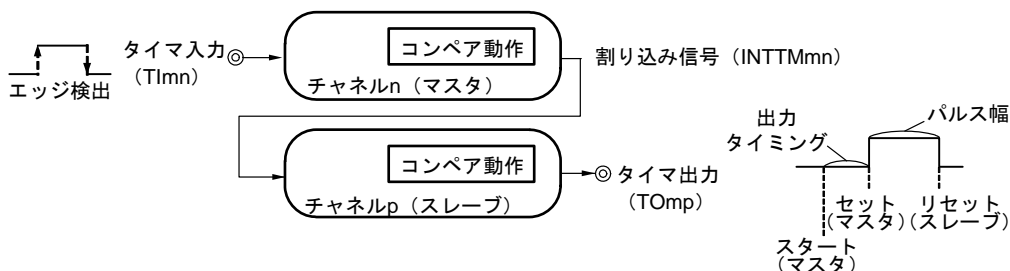 エッジ検出
タイマ入力
（TImn）
コンペア動作
チャネルn（マスタ）
割り込み信号（INTTMmn）
コンペア動作
チャネルp（スレーブ）
タイマ出力
（TOmp）
出力
タイミング
パルス幅
セット
（マスタ）
リセット
（スレーブ）
スタート
（マスタ）